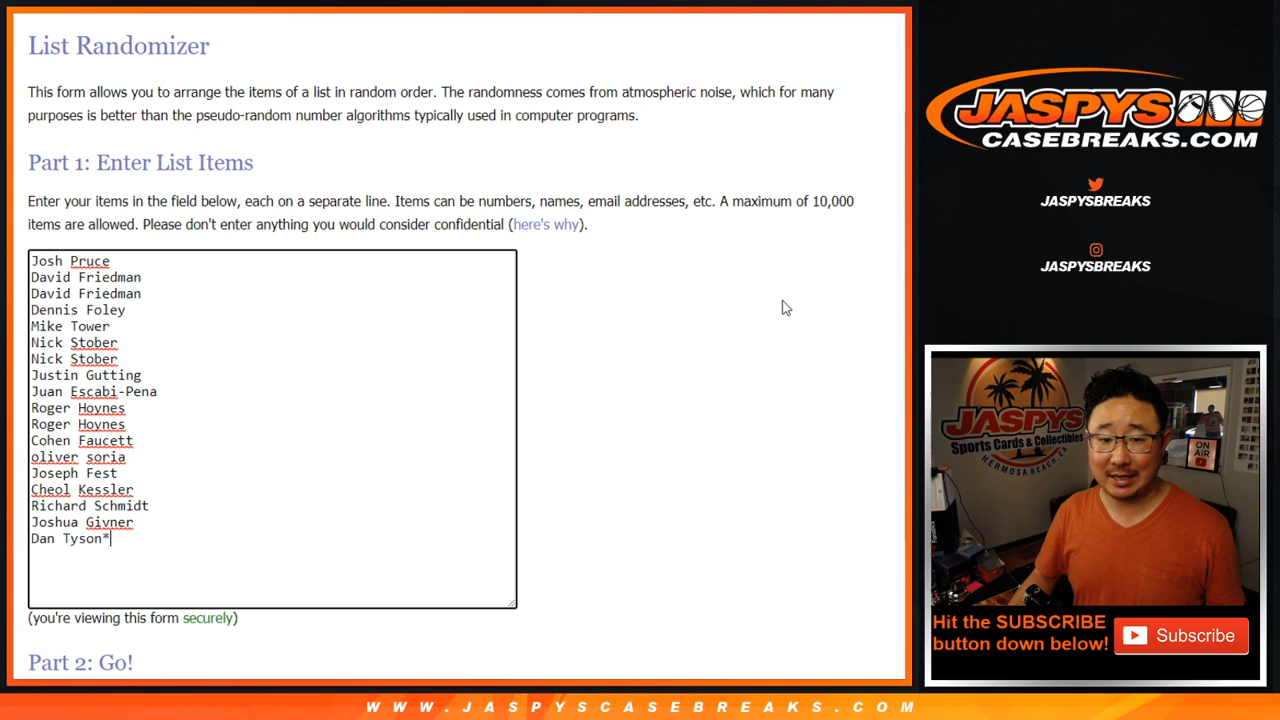 List Randomizer
This form allows you to arrange the items of a list in random order. The randomness comes from atmospheric noise, which for many
purposes is better than the pseudo-random number algorithms typically used in computer programs.
Part 1: Enter List Items
Enter your items in the field below, each on a separate line. Items can be numbers, names, email addresses, etc. A maximum of 10,000
items are allowed. Please don't enter anything you would consider confidential (here's why).
Josh Pruce
David Friedman
David Friedman
Dennis Foley
Mike Tower
Nick Stober
Nick Stober
Justin Gutting
Juan Escabi-Pena
Roger Hoynes
Roger Hoynes
Cohen Faucett
oliver soria
Joseph Fest
Cheol Kessler
Richard Schmidt
Joshua Givner
Dan Tyson*
(you're viewing this form securely)
Part 2: Go!
JASPYS
CASEBREAKS.COM
JASPYSBREAKS
JASPYSBREAKS
JASPYS
Sports Cards & Collectibles
HERMOSA BEACH, CA
ON
AIR
Hit the SUBSCRIBE
button down below!
Subscribe
WWW.JASPYSCASEBREAKS.COM